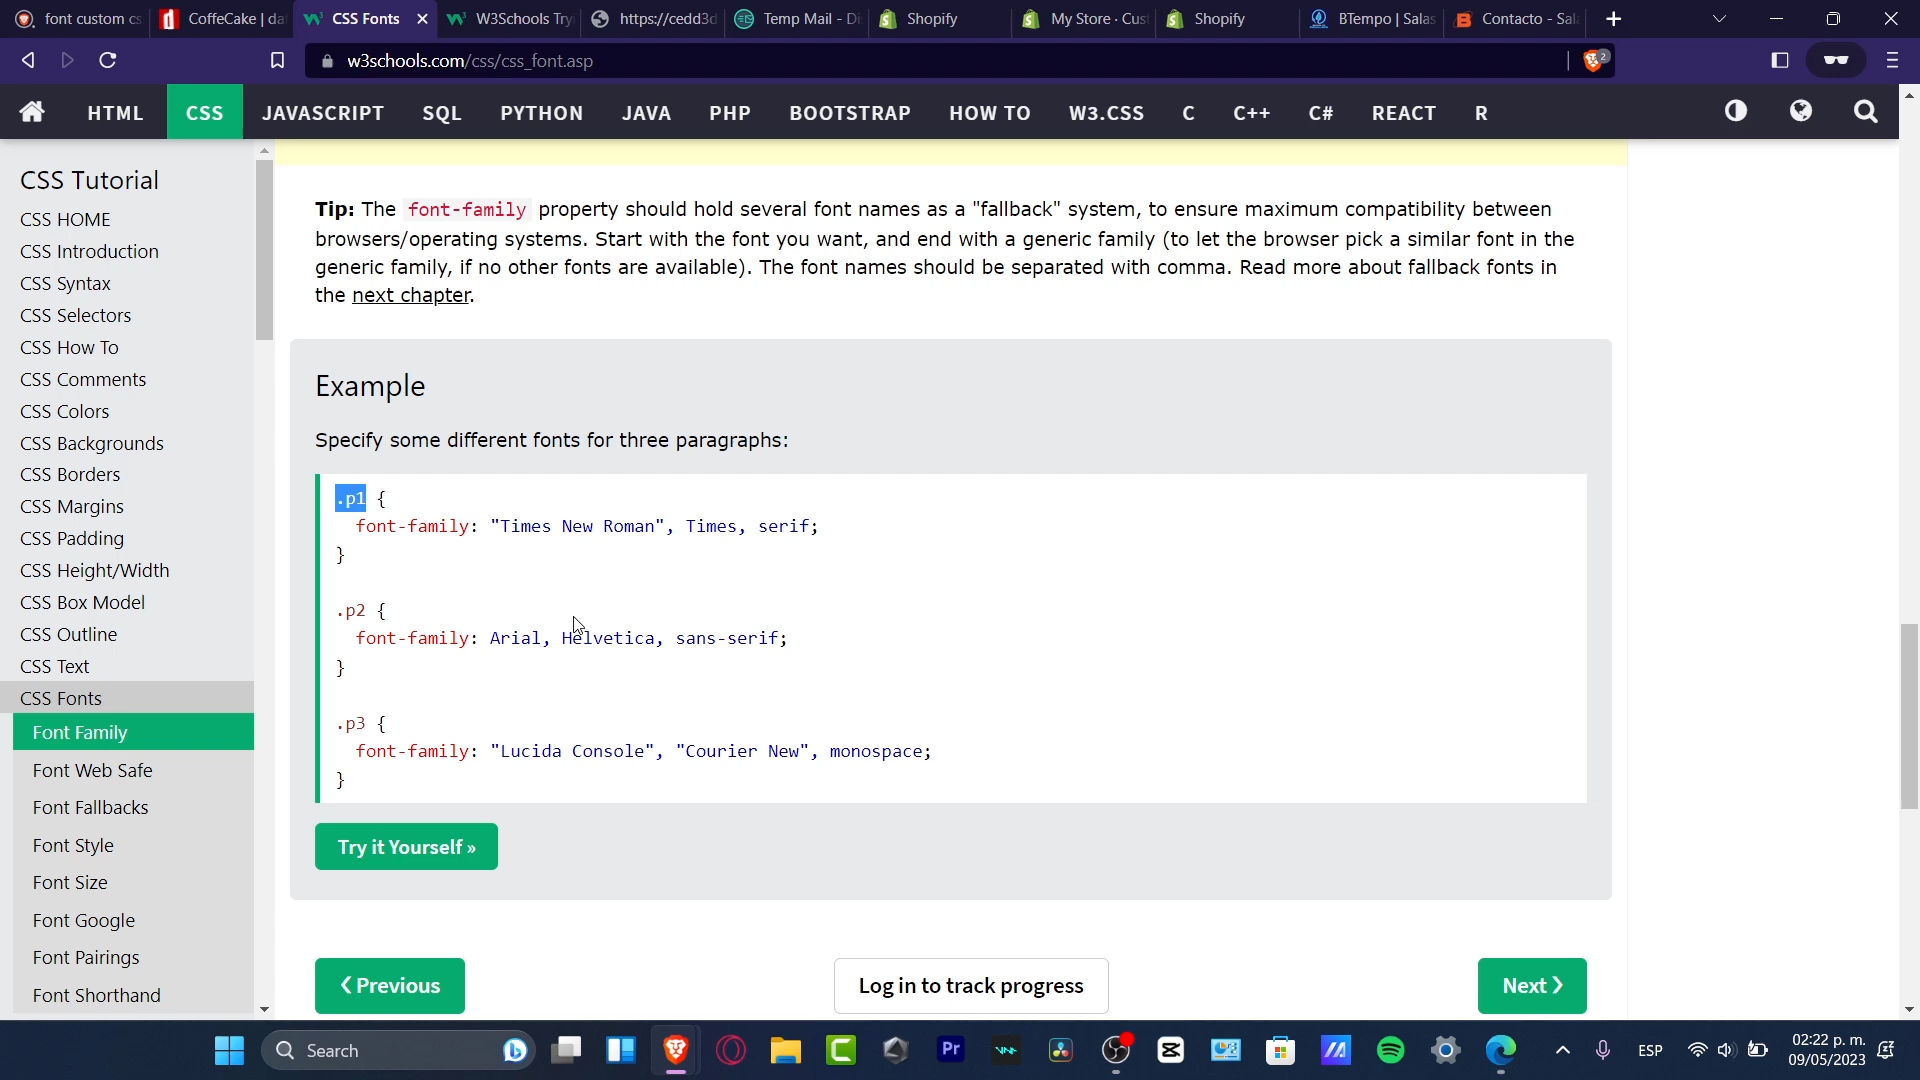 font custom cs
CoffeCake | da
CSS Fonts
W3Schools Try
https://cedd3d
Temp Mail - Di
Shopify
My Store · Cus
Shopify
BTempo | Salas
Contacto - Sal
w3schools.com/css/css_font.asp
2
HTML
CSS
JAVASCRIPT
SQL
PYTHON
JAVA
PHP
BOOTSTRAP
HOW TO
W3.CSS
C
C++
C#
REACT
R
CSS Tutorial
CSS HOME
CSS Introduction
CSS Syntax
CSS Selectors
CSS How To
CSS Comments
CSS Colors
CSS Backgrounds
CSS Borders
CSS Margins
CSS Padding
CSS Height/Width
CSS Box Model
CSS Outline
CSS Text
CSS Fonts
Font Family
Font Web Safe
Font Fallbacks
Font Style
Font Size
Font Google
Font Pairings
Font Shorthand
Tip: The font-family property should hold several font names as a "fallback" system, to ensure maximum compatibility between
browsers/operating systems. Start with the font you want, and end with a generic family (to let the browser pick a similar font in the
generic family, if no other fonts are available). The font names should be separated with comma. Read more about fallback fonts in
the next chapter.
Example
Specify some different fonts for three paragraphs:
.p1 {
font-family: "Times New Roman", Times, serif;
}
.p2 {
font-family: Arial, Helvetica, sans-serif;
}
.p3 {
font-family: "Lucida Console", "Courier New", monospace;
}
Try it Yourself »
❮ Previous
Log in to track progress
Next ❯
Search
Pr
ESP
02:22 p. m.
09/05/2023